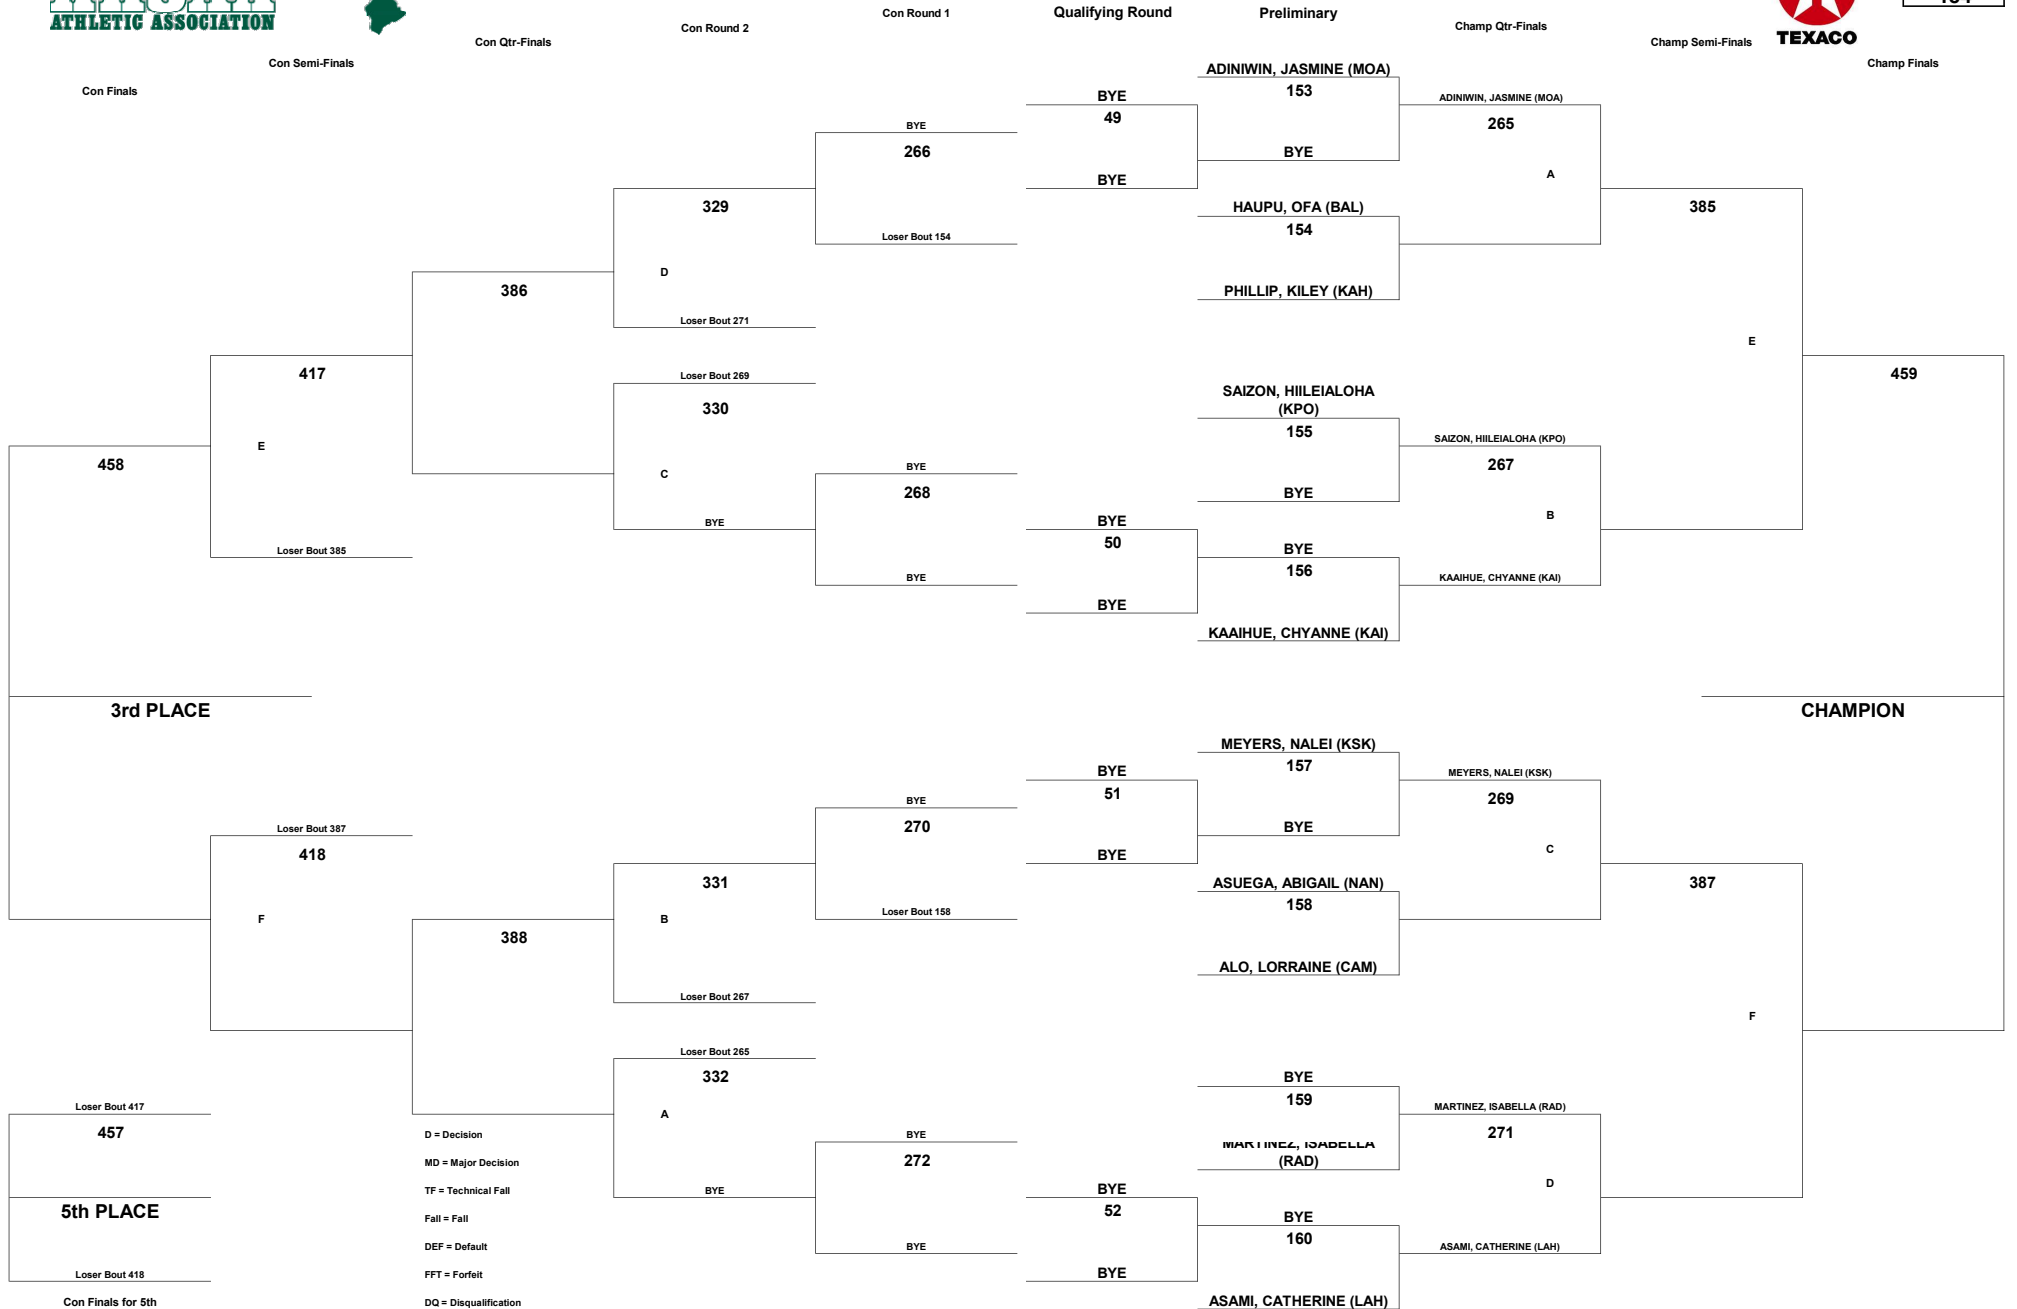 ATHLETIC ASSOCIATION
TEXACO
Con Finals
Con Semi-Finals
Con Qtr-Finals
Con Round 2
Con Round 1
Qualifying Round
Preliminary
Champ Qtr-Finals
Champ Semi-Finals
Champ Finals
ADINIWIN, JASMINE (MOA)
153
BYE
HAUPU, OFA (BAL)
154
PHILLIP, KILEY (KAH)
SAIZON, HIILEIALOHA
(KPO)
155
BYE
BYE
156
KAAIHUE, CHYANNE (KAI)
MEYERS, NALEI (KSK)
157
BYE
ASUEGA, ABIGAIL (NAN)
158
ALO, LORRAINE (CAM)
BYE
159
MARTINEZ, ISABELLA
(RAD)
BYE
160
ASAMI, CATHERINE (LAH)
BYE
49
BYE
BYE
50
BYE
BYE
51
BYE
BYE
52
BYE
ADINIWIN, JASMINE (MOA)
265
A
SAIZON, HIILEIALOHA (KPO)
267
B
KAAIHUE, CHYANNE (KAI)
MEYERS, NALEI (KSK)
269
C
MARTINEZ, ISABELLA (RAD)
271
D
ASAMI, CATHERINE (LAH)
385
E
387
F
459
CHAMPION
BYE
266
Loser Bout 154
BYE
268
BYE
BYE
270
Loser Bout 158
BYE
272
BYE
329
D
Loser Bout 271
Loser Bout 269
330
C
BYE
331
B
Loser Bout 267
Loser Bout 265
332
A
BYE
386
388
417
E
Loser Bout 385
Loser Bout 387
418
F
458
3rd PLACE
Loser Bout 417
457
5th PLACE
Loser Bout 418
Con Finals for 5th
D = Decision
MD = Major Decision
TF = Technical Fall
Fall = Fall
DEF = Default
FFT = Forfeit
DQ = Disqualification